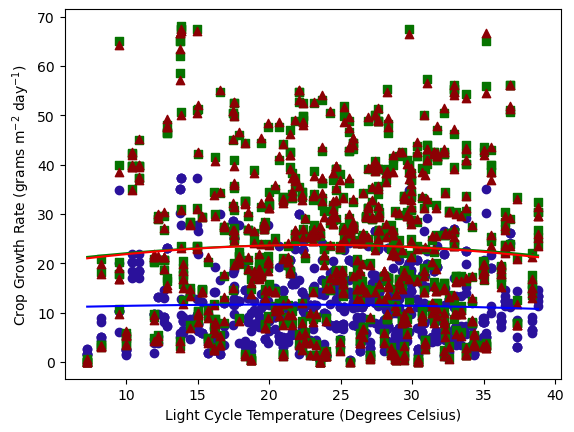 70
60
50
40
30
20
10
0
Crop Growth Rate (grams m⁻² day⁻¹)
10 15 20 25 30 35 40
Light Cycle Temperature (Degrees Celsius)